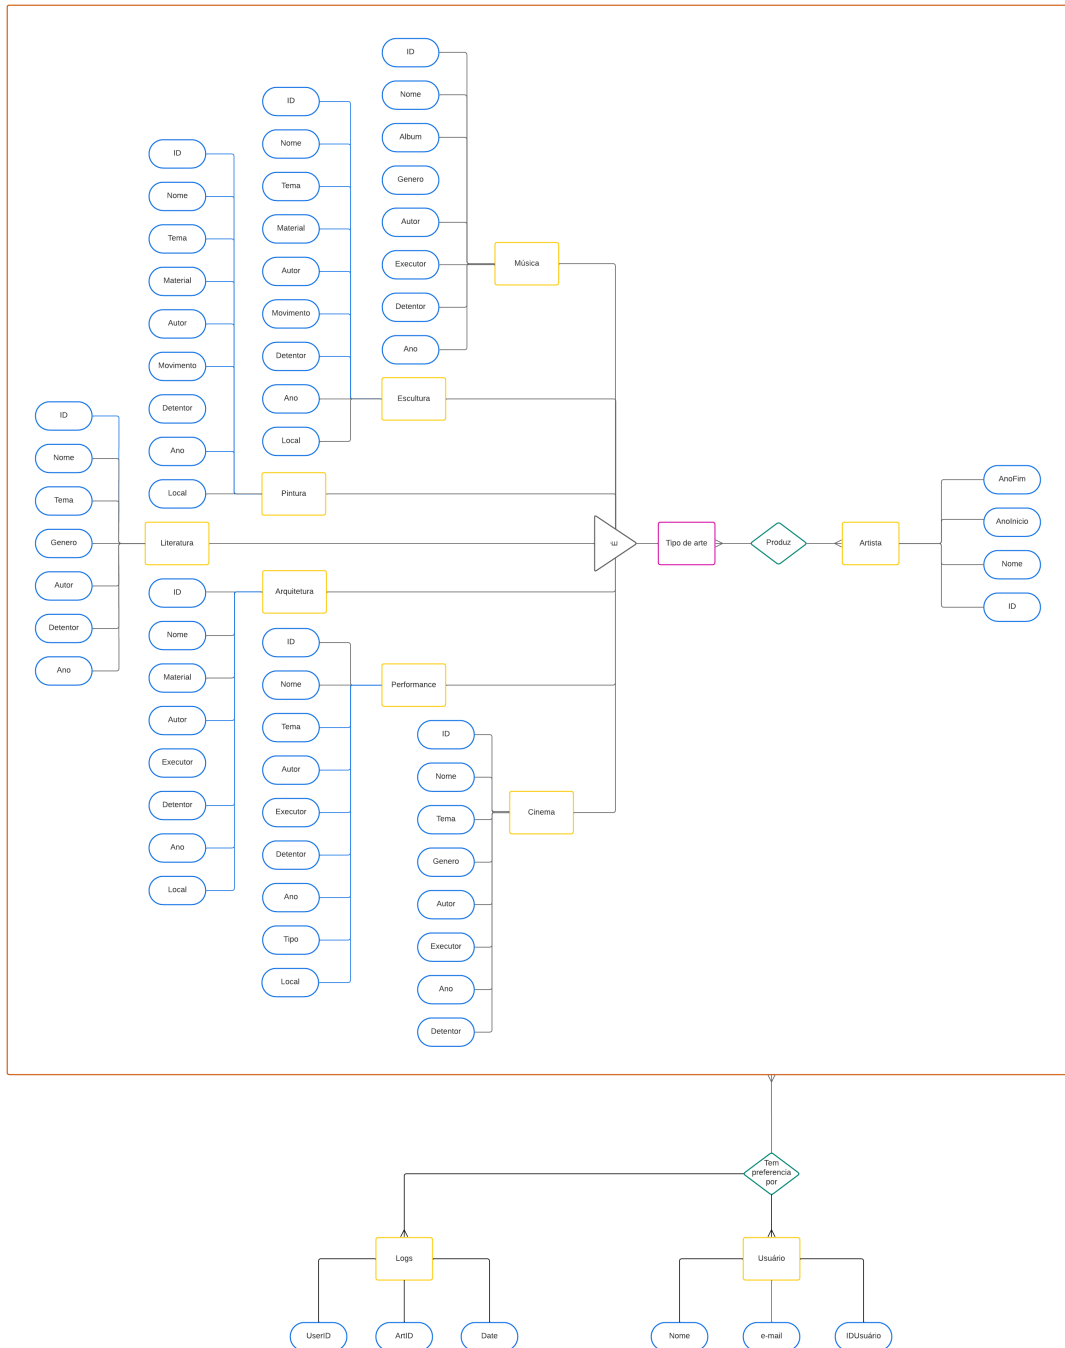 ID
Nome
Album
Genero
Autor
Executor
Detentor
Ano
Música
ID
Nome
Tema
Material
Autor
Movimento
Detentor
Ano
Local
Escultura
ID
Nome
Tema
Material
Autor
Movimento
Detentor
Ano
Local
Pintura
ID
Nome
Tema
Genero
Autor
Detentor
Ano
Literatura
ID
Nome
Material
Autor
Executor
Detentor
Ano
Local
Arquitetura
ID
Nome
Tema
Autor
Executor
Detentor
Ano
Tipo
Local
Performance
ID
Nome
Tema
Genero
Autor
Executor
Ano
Detentor
Cinema
Tipo de arte
Produz
Artista
AnoFim
AnoInicio
Nome
ID
Tem
preferencia
por
Logs
UserID
ArtID
Date
Usuário
Nome
e-mail
IDUsuário